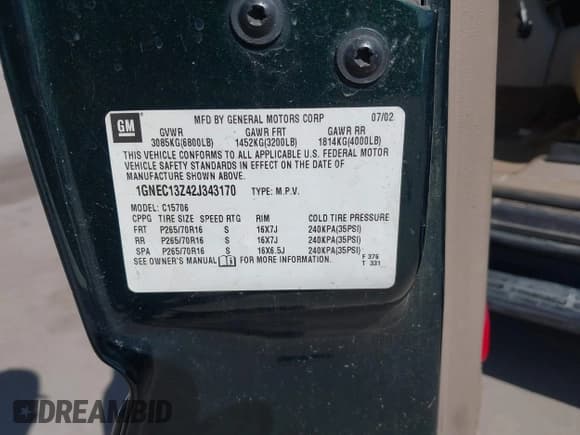 GM
MFD BY GENERAL MOTORS CORP 07/02
GVWR GAWR FRT GAWR RR
3085KG(6800LB) 1452KG(3200LB) 1814KG(4000LB)
THIS VEHICLE CONFORMS TO ALL APPLICABLE U.S. FEDERAL MOTOR
VEHICLE SAFETY STANDARDS IN EFFECT ON THE DATE OF
MANUFACTURE SHOWN ABOVE.
1GNEC13Z42J343170 TYPE: M.P.V.
MODEL: C15706
CPPG TIRE SIZE SPEED RTG RIM COLD TIRE PRESSURE
FRT P265/70R16 S 16X7J 240KPA(35PSI)
RR P265/70R16 S 16X7J 240KPA(35PSI)
SPA P265/70R16 S 16X6.5J 240KPA(35PSI)
SEE OWNER'S MANUAL FOR MORE INFORMATION. F 376
T 331
DREAMBID